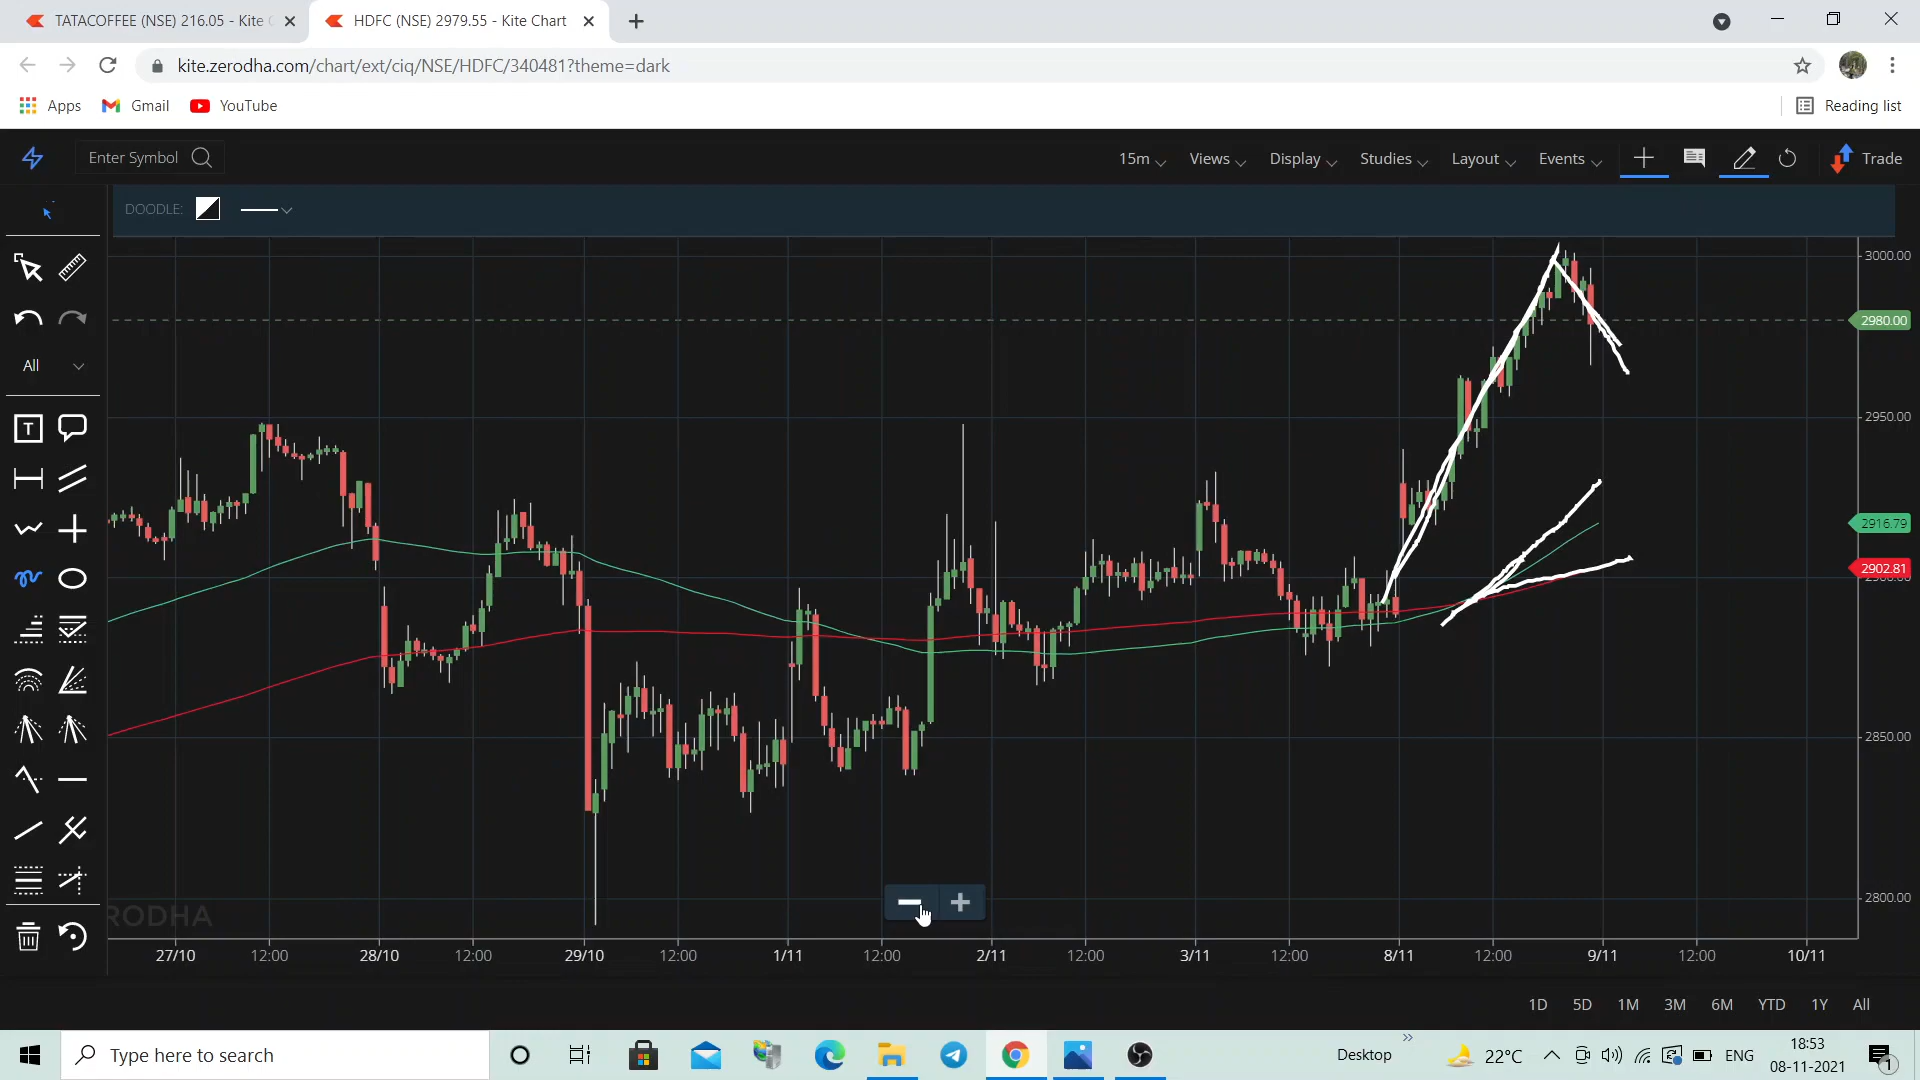 TATACOFFEE (NSE) 216.05 - Kite C
HDFC (NSE) 2979.55 - Kite Chart
kite.zerodha.com/chart/ext/ciq/NSE/HDFC/340481?theme=dark
Apps
Gmail
YouTube
Reading list
Enter Symbol
15m
Views
Display
Studies
Layout
Events
Trade
DOODLE:
All
T
3000.00
2980.00
2950.00
2916.79
2902.81
2850.00
2800.00
RODHA
27/10 12:00 28/10 12:00 29/10 12:00 1/11 12:00 2/11 12:00 3/11 12:00 8/11 12:00 9/11 12:00 10/11
1D 5D 1M 3M 6M YTD 1Y All
Type here to search
Desktop
22°C
ENG
18:53
08-11-2021
1